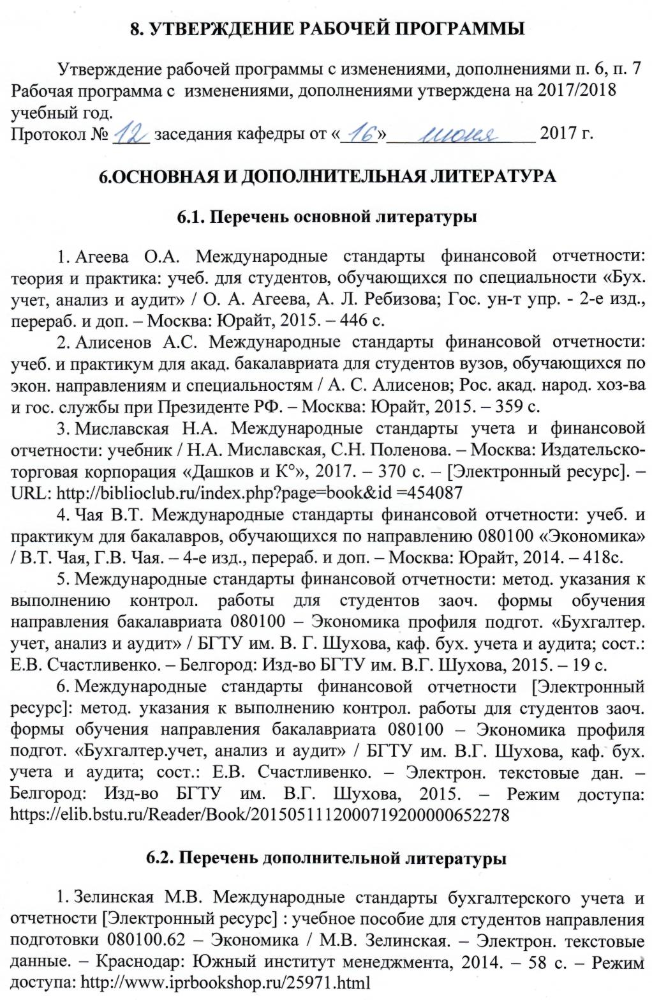 8. УТВЕРЖДЕНИЕ РАБОЧЕЙ ПРОГРАММЫ
Утверждение рабочей программы с изменениями, дополнениями п. 6, п. 7
Рабочая программа с изменениями, дополнениями утверждена на 2017/2018
учебный год.
Протокол № 12 заседания кафедры от «16» июня 2017 г.
6.ОСНОВНАЯ И ДОПОЛНИТЕЛЬНАЯ ЛИТЕРАТУРА
6.1. Перечень основной литературы
1. Агеева О.А. Международные стандарты финансовой отчетности:
теория и практика: учеб. для студентов, обучающихся по специальности «Бух.
учет, анализ и аудит» / О. А. Агеева, А. Л. Ребизова; Гос. ун-т упр. - 2-е изд.,
перераб. и доп. – Москва: Юрайт, 2015. – 446 с.
2. Алисенов А.С. Международные стандарты финансовой отчетности:
учеб. и практикум для акад. бакалавриата для студентов вузов, обучающихся по
экон. направлениям и специальностям / А. С. Алисенов; Рос. акад. народ. хоз-ва
и гос. службы при Президенте РФ. – Москва: Юрайт, 2015. – 359 с.
3. Миславская Н.А. Международные стандарты учета и финансовой
отчетности: учебник / Н.А. Миславская, С.Н. Поленова. – Москва: Издательско-
торговая корпорация «Дашков и К°», 2017. – 370 с. – [Электронный ресурс]. –
URL: http://biblioclub.ru/index.php?page=book&id =454087
4. Чая В.Т. Международные стандарты финансовой отчетности: учеб. и
практикум для бакалавров, обучающихся по направлению 080100 «Экономика»
/ В.Т. Чая, Г.В. Чая. – 4-е изд., перераб. и доп. – Москва: Юрайт, 2014. – 418с.
5. Международные стандарты финансовой отчетности: метод. указания к
выполнению контрол. работы для студентов заоч. формы обучения
направления бакалавриата 080100 – Экономика профиля подгот. «Бухгалтер.
учет, анализ и аудит» / БГТУ им. В. Г. Шухова, каф. бух. учета и аудита; сост.:
Е.В. Счастливенко. – Белгород: Изд-во БГТУ им. В.Г. Шухова, 2015. – 19 с.
6. Международные стандарты финансовой отчетности [Электронный
ресурс]: метод. указания к выполнению контрол. работы для студентов заоч.
формы обучения направления бакалавриата 080100 – Экономика профиля
подгот. «Бухгалтер.учет, анализ и аудит» / БГТУ им. В.Г. Шухова, каф. бух.
учета и аудита; сост.: Е.В. Счастливенко. – Электрон. текстовые дан. –
Белгород: Изд-во БГТУ им. В.Г. Шухова, 2015. – Режим доступа:
https://elib.bstu.ru/Reader/Book/2015051112000719200000652278
6.2. Перечень дополнительной литературы
1. Зелинская М.В. Международные стандарты бухгалтерского учета и
отчетности [Электронный ресурс] : учебное пособие для студентов направления
подготовки 080100.62 – Экономика / М.В. Зелинская. – Электрон. текстовые
данные. – Краснодар: Южный институт менеджмента, 2014. – 58 с. – Режим
доступа: http://www.iprbookshop.ru/25971.html